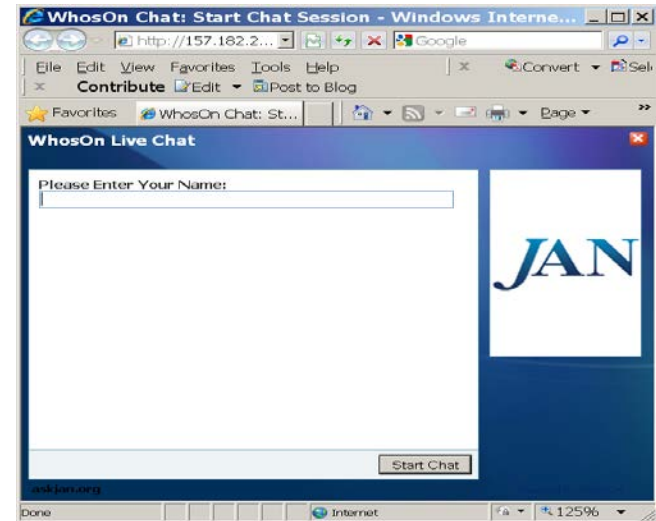 WhosOn Chat: Start Chat Session - Windows Interne...
http://157.182.2... Google
File Edit View Favorites Tools Help x Convert Sel
x Contribute Edit Post to Blog
Favorites WhosOn Chat: St... Page »
WhosOn Live Chat
Please Enter Your Name:
JAN
Start Chat
askjan.org
Done Internet 125%